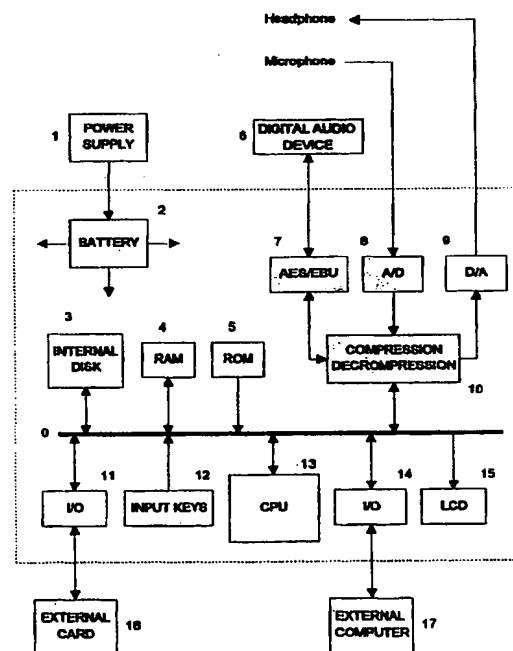 Headphone
Microphone
1
POWER
SUPPLY
6
DIGITAL AUDIO
DEVICE
2
BATTERY
7
8
9
AES/EBU
A/D
D/A
3
4
5
INTERNAL
DISK
RAM
ROM
COMPRESSION
DECROMPRESSION
10
0
11
12
13
14
15
I/O
INPUT KEYS
CPU
I/O
LCD
EXTERNAL
CARD
16
EXTERNAL
COMPUTER
17